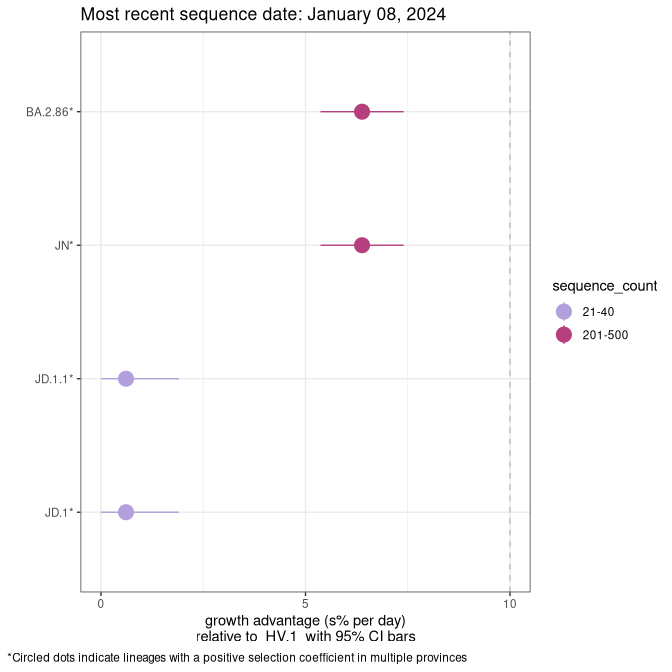 Most recent sequence date: January 08, 2024
BA.2.86*
JN*
JD.1.1*
JD.1*
0
5
10
growth advantage (s% per day)
relative to HV.1 with 95% CI bars
sequence_count
21-40
201-500
*Circled dots indicate lineages with a positive selection coefficient in multiple provinces